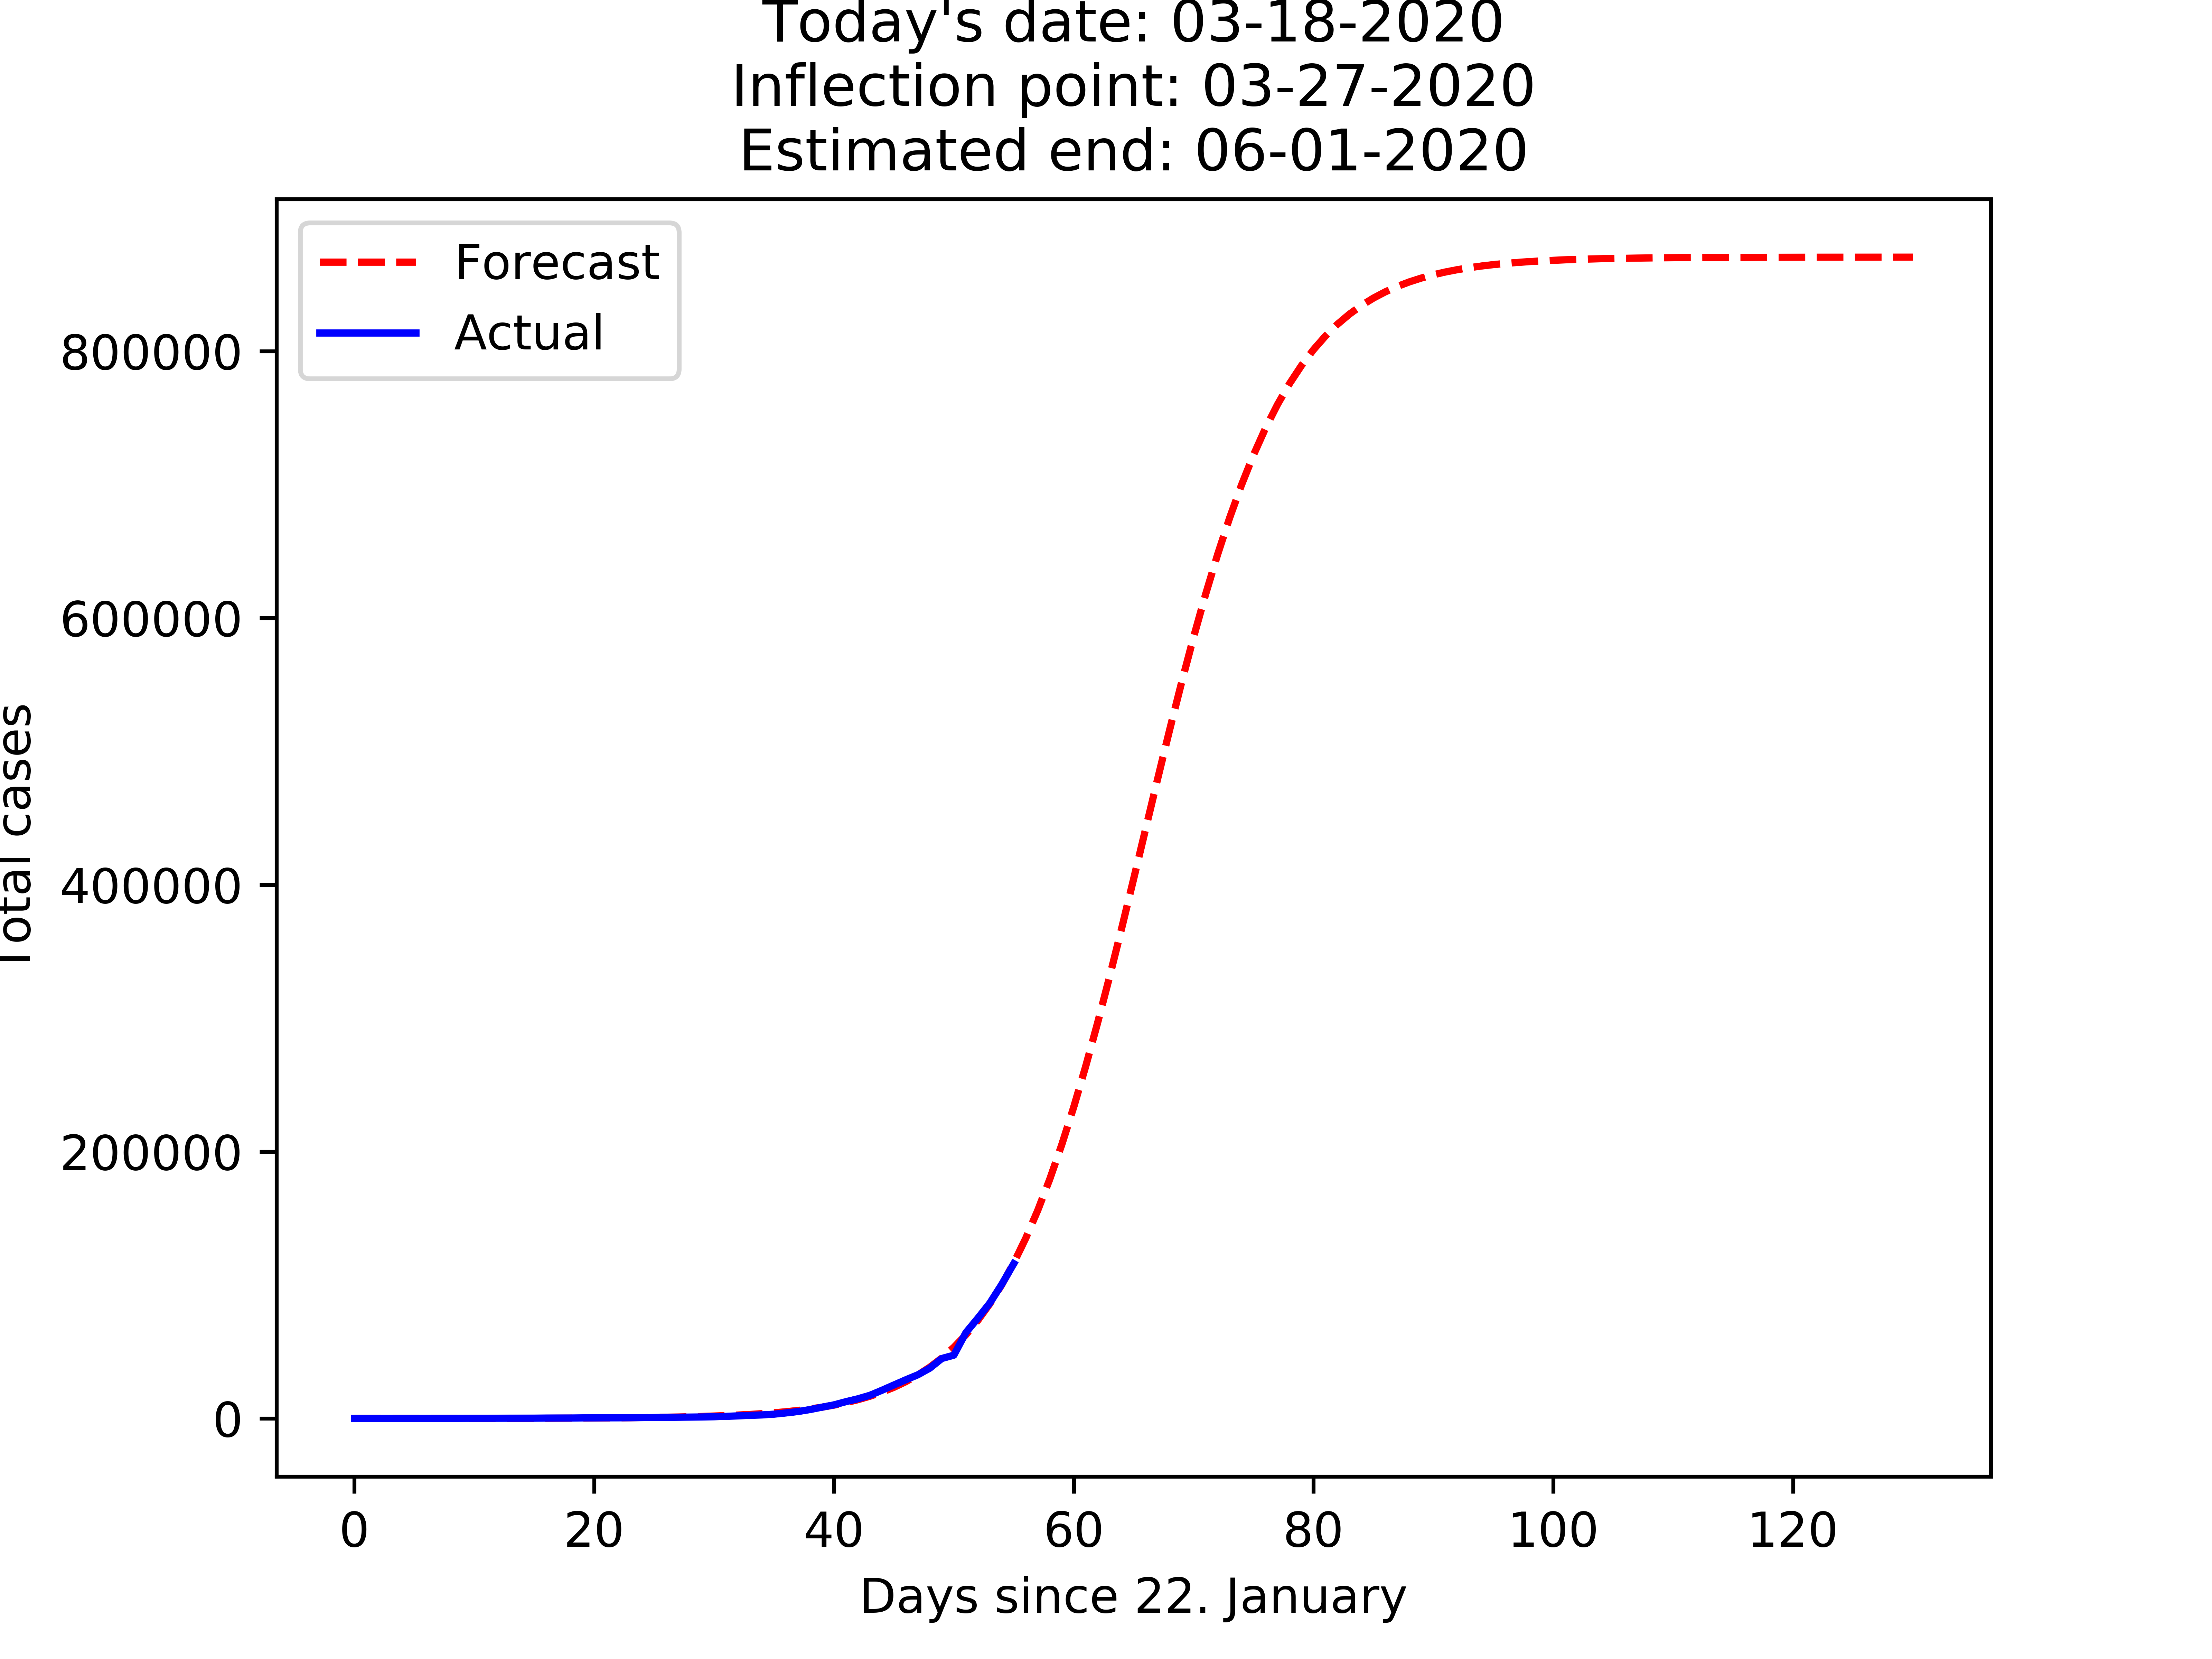 Today's date: 03-18-2020
Inflection point: 03-27-2020
Estimated end: 06-01-2020
Forecast
Actual
800000
600000
400000
200000
0
Total cases
0 20 40 60 80 100 120
Days since 22. January